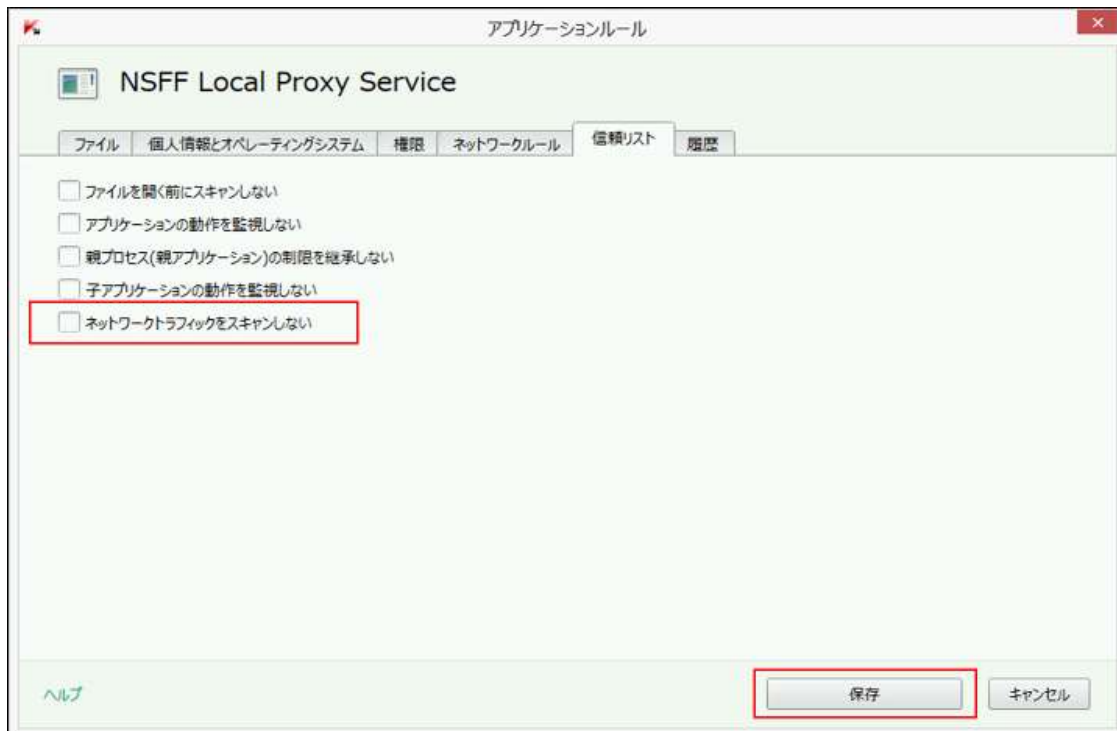 アプリケーションルール
NSFF Local Proxy Service
ファイル 個人情報とオペレーティングシステム 権限 ネットワークルール 信頼リスト 履歴
ファイルを開く前にスキャンしない
アプリケーションの動作を監視しない
親プロセス(親アプリケーション)の制限を継承しない
子アプリケーションの動作を監視しない
ネットワークトラフィックをスキャンしない
ヘルプ 保存 キャンセル